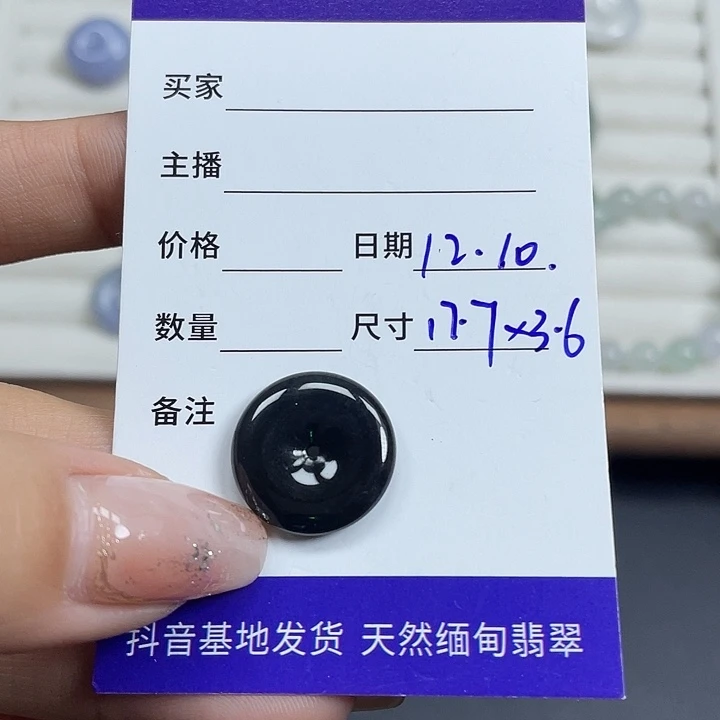 买家
主播
价格 日期 12.10.
数量 尺寸 17.7×3.6
备注
抖音基地发货 天然缅甸翡翠